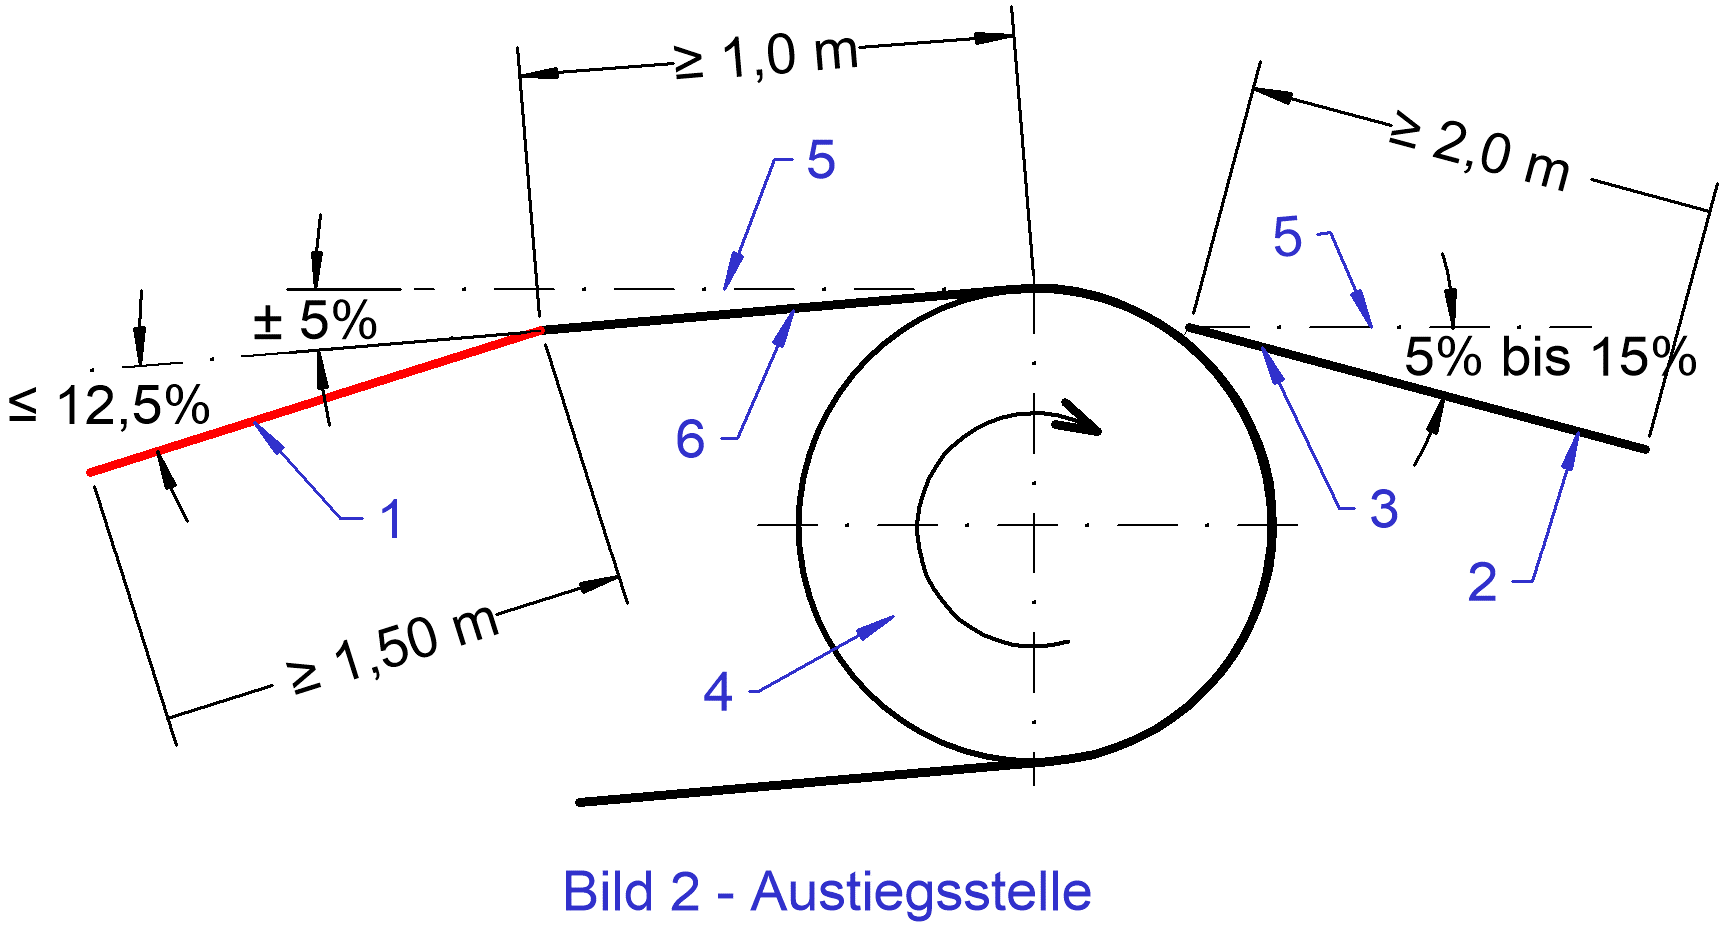 ≥ 1,0 m
≥ 2,0 m
5
5
± 5%
5% bis 15%
≤ 12,5%
6
1
3
2
≥ 1,50 m
4
Bild 2 - Austiegsstelle